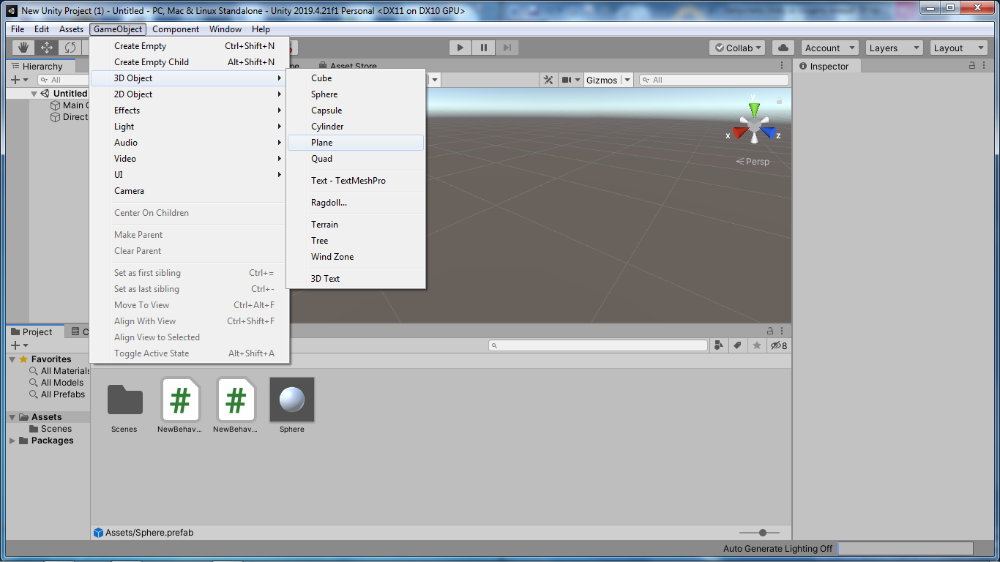 New Unity Project (1) - Untitled - PC, Mac & Linux Standalone - Unity 2019.4.21f1 Personal <DX11 on DX10 GPU>
File Edit Assets GameObject Component Window Help
Collab Account Layers Layout
Create Empty Ctrl+Shift+N
Create Empty Child Alt+Shift+N
3D Object
2D Object
Effects
Light
Audio
Video
UI
Camera
Center On Children
Make Parent
Clear Parent
Set as first sibling Ctrl+=
Set as last sibling Ctrl+-
Move To View Ctrl+Alt+F
Align With View Ctrl+Shift+F
Align View to Selected
Toggle Active State Alt+Shift+A
Cube
Sphere
Capsule
Cylinder
Plane
Quad
Text - TextMeshPro
Ragdoll...
Terrain
Tree
Wind Zone
3D Text
Hierarchy
All
Untitled
Main C
Direct
Asset Store
Gizmos All
y
x z
Persp
Inspector
Project C
8
Favorites
All Materials
All Models
All Prefabs
Assets
Scenes
Packages
Scenes NewBehav... NewBehav... Sphere
Assets/Sphere.prefab
Auto Generate Lighting Off